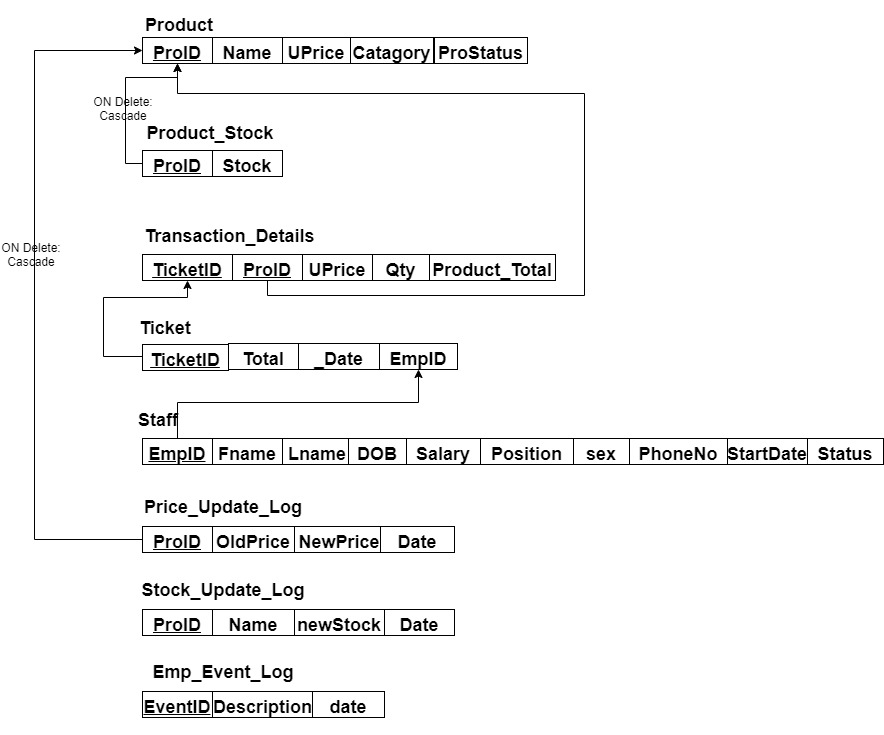 Product
ProID Name UPrice Catagory ProStatus
ON Delete:
Cascade
Product_Stock
ProID Stock
Transaction_Details
ON Delete:
Cascade
TicketID ProID UPrice Qty Product_Total
Ticket
TicketID Total _Date EmpID
Staff
EmpID Fname Lname DOB Salary Position sex PhoneNo StartDate Status
Price_Update_Log
ProID OldPrice NewPrice Date
Stock_Update_Log
ProID Name newStock Date
Emp_Event_Log
EventID Description date